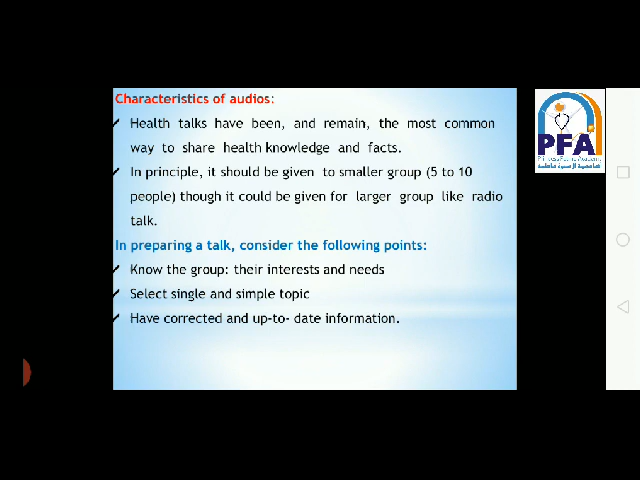 Characteristics of audios:
Health talks have been, and remain, the most common
way to share health knowledge and facts.
In principle, it should be given to smaller group (5 to 10
people) though it could be given for larger group like radio
talk.
In preparing a talk, consider the following points:
Know the group: their interests and needs
Select single and simple topic
Have corrected and up-to- date information.
PFA